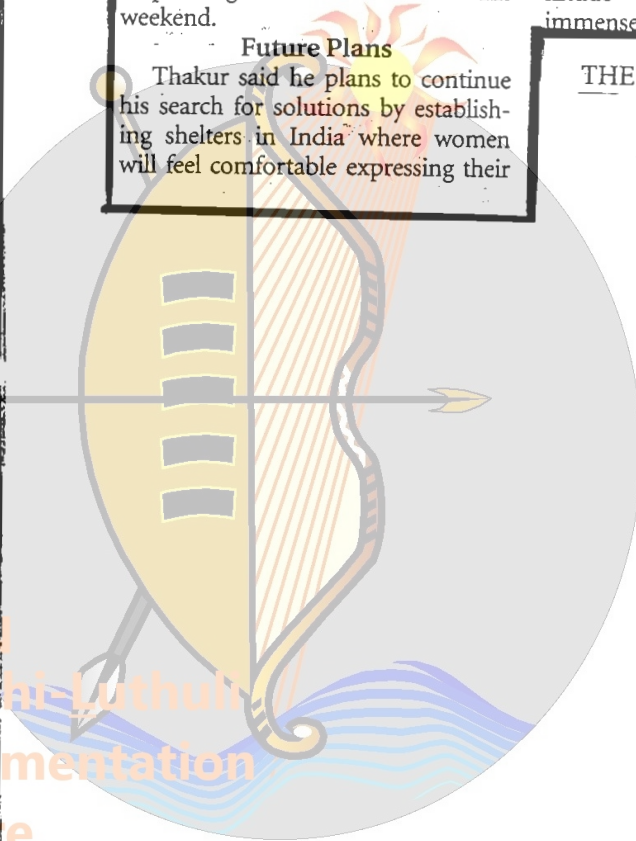 weekend.
Future Plans
Thakur said he plans to continue
his search for solutions by establish-
ing shelters in India where women
will feel comfortable expressing their
immense
THE
hi-Luthuli
mentation